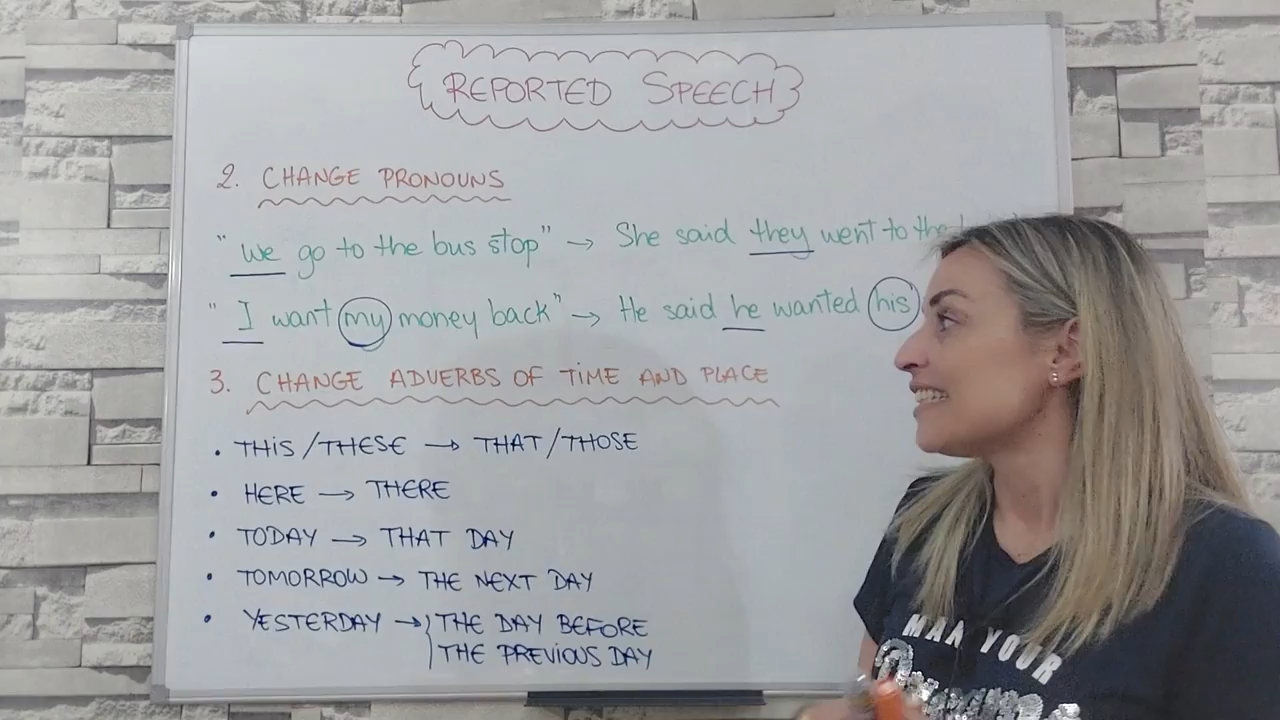 REPORTED SPEECH
2. CHANGE PRONOUNS
"we go to the bus stop" → She said they went to the
"I want my money back" → He said he wanted his
3. CHANGE ADVERBS OF TIME AND PLACE
• THIS / THESE → THAT / THOSE
• HERE → THERE
• TODAY → THAT DAY
• TOMORROW → THE NEXT DAY
• YESTERDAY → THE DAY BEFORE
THE PREVIOUS DAY
YOUR